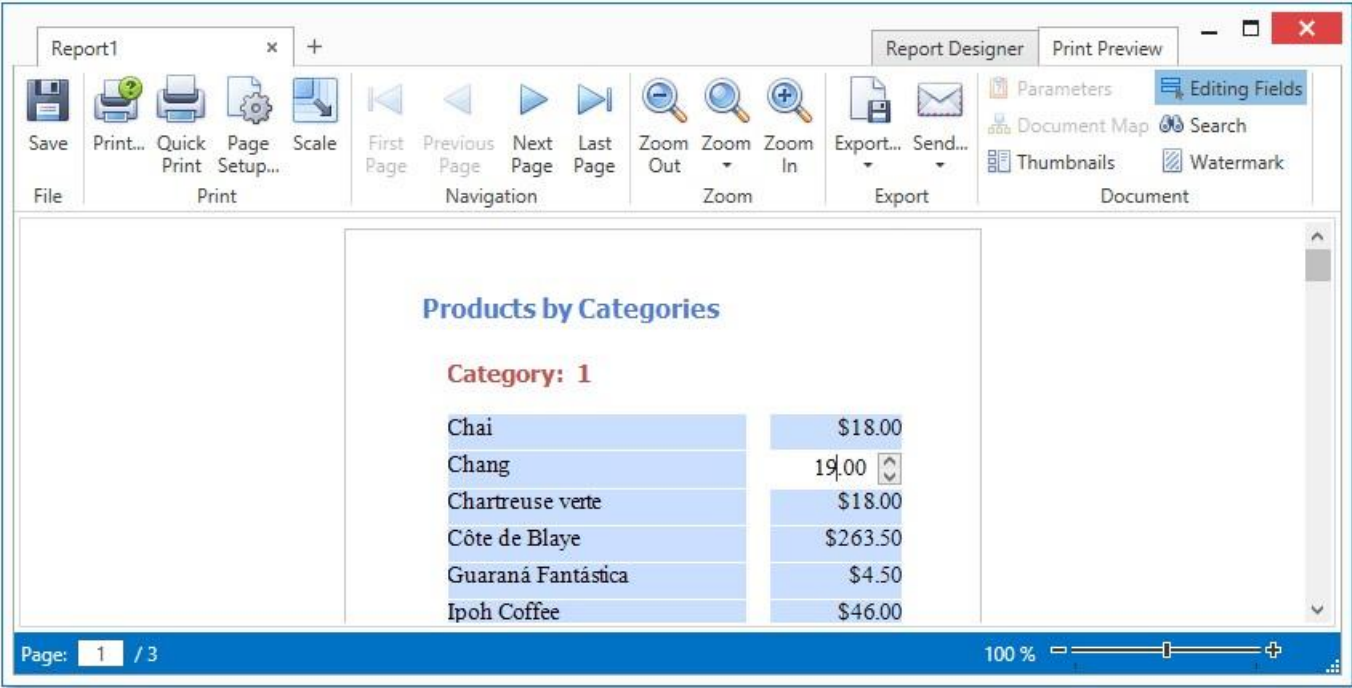 Report1 × + Report Designer Print Preview
Save Print... Quick Print Page Setup... Scale First Page Previous Page Next Page Last Page Zoom Out Zoom Zoom In Export... Send... Parameters Editing Fields
Document Map Search
Thumbnails Watermark
File Print Navigation Zoom Export Document
Products by Categories
Category: 1
Chai $18.00
Chang 19.00
Chartreuse verte $18.00
Côte de Blaye $263.50
Guaraná Fantástica $4.50
Ipoh Coffee $46.00
Page: 1 / 3 100 %